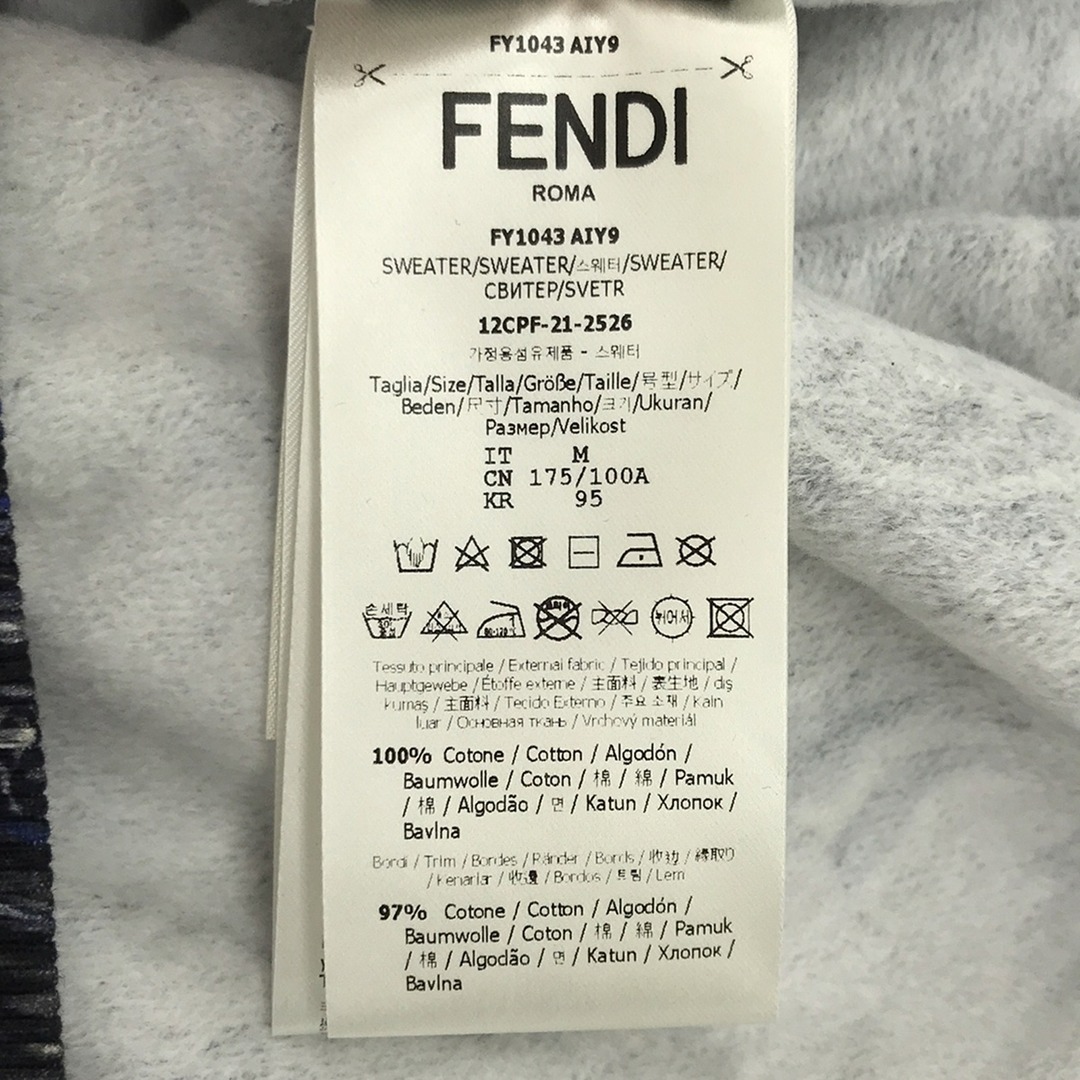 FY1043 AIY9
FENDI
ROMA
FY1043 AIY9
SWEATER/SWEATER/스웨터/SWEATER/
СВИТЕР/SVETR
12CPF-21-2526
가정용섬유제품 - 스웨터
Taglia/Size/Talla/Größe/Taille/号型/サイズ/
Beden/尺寸/Tamanho/크기/Ukuran/
Размер/Velikost
IT M
CN 175/100A
KR 95
손세탁
80-120℃
Tessuto principale / External fabric / Tejido principal /
Hauptgewebe / Étoffe externe / 主面料 / 表生地 / dış
kumaş / 主面料 / Tecido Externo / 주요 소재 / Kain
luar / Основная ткань / Vrchový materiál
100% Cotone / Cotton / Algodón /
Baumwolle / Coton / 棉 / 綿 / Pamuk
/ 棉 / Algodão / 면 / Katun / Хлопок /
Bavlna
Bordi / Trim / Bordes / Ränder / Bords / 收边 / 縁取り
/ Kenarlar / 收邊 / Bordos / 트림 / Lem
97% Cotone / Cotton / Algodón /
Baumwolle / Coton / 棉 / 綿 / Pamuk
/ 棉 / Algodão / 면 / Katun / Хлопок /
Bavlna